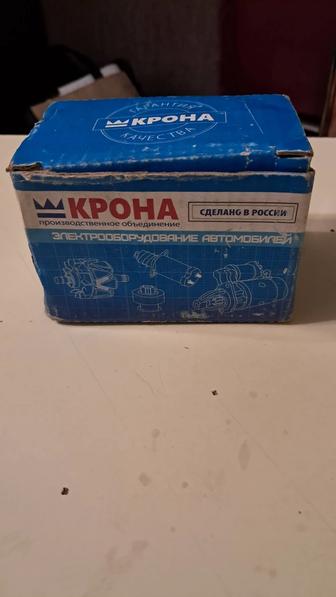 ГАРАНТИЯ
КРОНА
КАЧЕСТВА
КРОНА
производственное объединение
СДЕЛАНО В РОССИИ
ЭЛЕКТРООБОРУДОВАНИЕ АВТОМОБИЛЕЙ